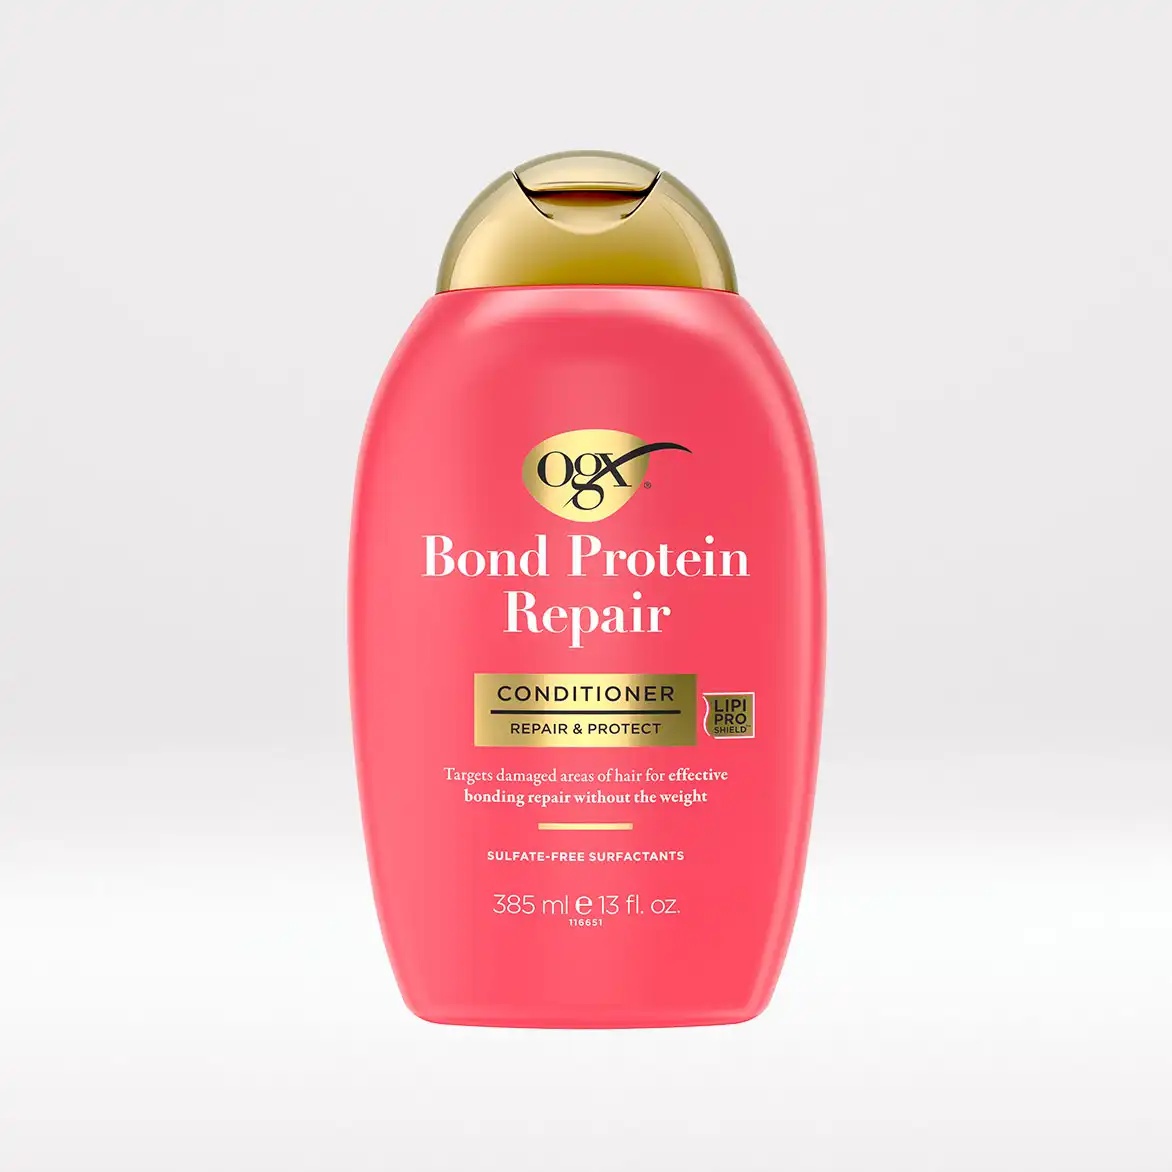 ogx®
Bond Protein
Repair
CONDITIONER
REPAIR & PROTECT
LIPI
PRO
SHIELD™
Targets damaged areas of hair for effective
bonding repair without the weight
SULFATE-FREE SURFACTANTS
385 ml e 13 fl. oz.
116651